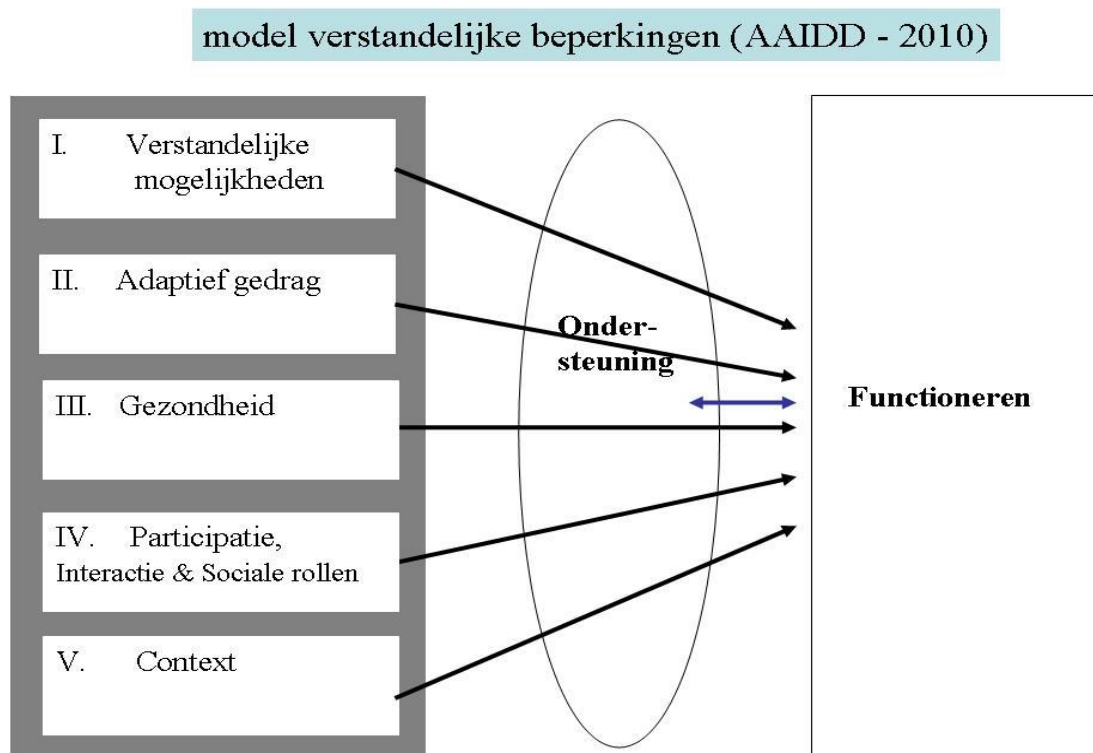 model verstandelijke beperkingen (AAIDD - 2010)
I. Verstandelijke
mogelijkheden
II. Adaptief gedrag
III. Gezondheid
IV. Participatie,
Interactie & Sociale rollen
V. Context
Onder-
steuning
Functioneren